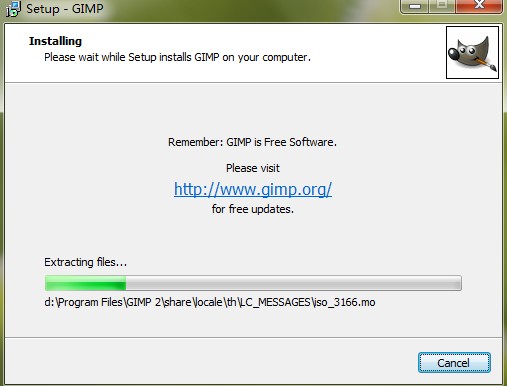 Setup - GIMP
Installing
Please wait while Setup installs GIMP on your computer.
Remember: GIMP is Free Software.
Please visit
http://www.gimp.org/
for free updates.
Extracting files...
d:\Program Files\GIMP 2\share\locale\th\LC_MESSAGES\iso_3166.mo
Cancel